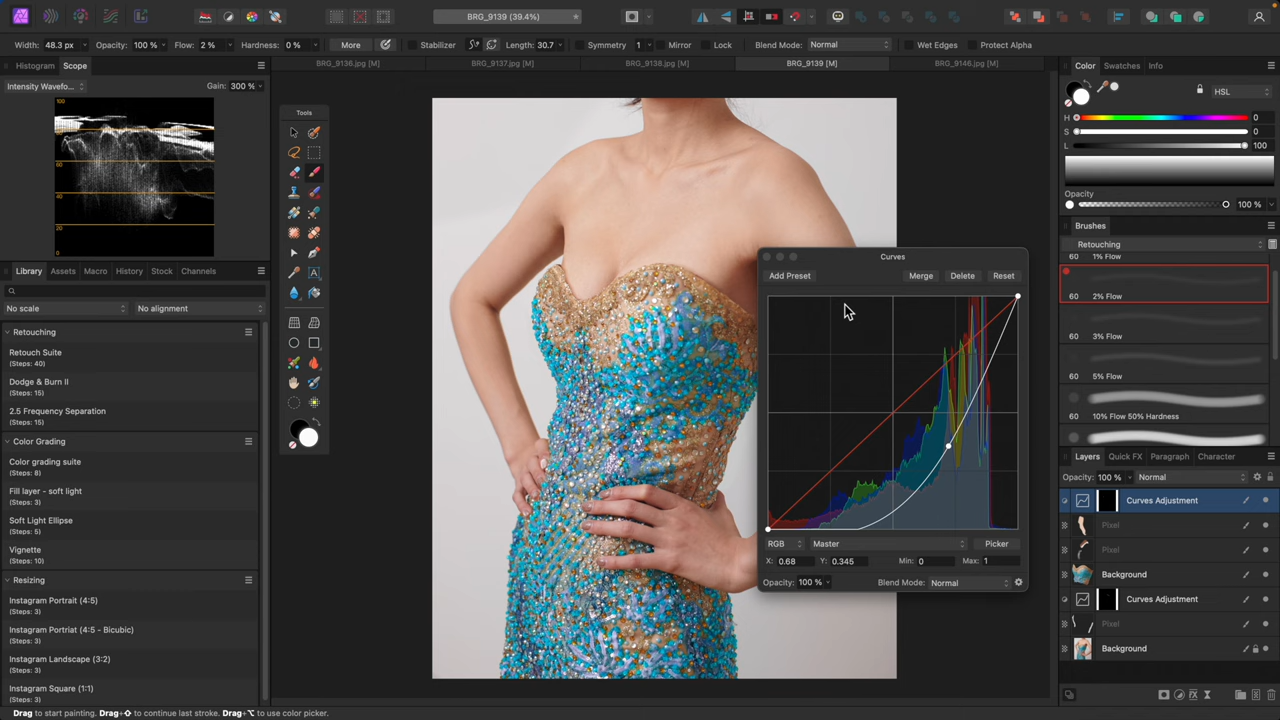 BRG_9139 (39.4%)
Width: 48.3 px Opacity: 100 % Flow: 2 % Hardness: 0 % More Stabilizer Length: 30.7 Symmetry 1 Mirror Lock Blend Mode: Normal Wet Edges Protect Alpha
Histogram Scope
BRG_9136.jpg [M] BRG_9137.jpg [M] BRG_9138.jpg [M] BRG_9139 [M] BRG_9146.jpg [M]
Color Swatches Info
Intensity Wavefo... Gain: 300 %
HSL
100
80
60
40
20
0
H 0
S 0
L 100
Opacity
100 %
Tools
Brushes
Retouching
60 1% Flow
60 2% Flow
60 3% Flow
60 5% Flow
60 10% Flow 50% Hardness
Library Assets Macro History Stock Channels
No scale No alignment
Retouching
Retouch Suite
(Steps: 40)
Dodge & Burn II
(Steps: 15)
2.5 Frequency Separation
(Steps: 15)
Color Grading
Color grading suite
(Steps: 8)
Fill layer - soft light
(Steps: 3)
Soft Light Ellipse
(Steps: 5)
Vignette
(Steps: 10)
Resizing
Instagram Portrait (4:5)
(Steps: 3)
Instagram Portriat (4:5 - Bicubic)
(Steps: 3)
Instagram Landscape (3:2)
(Steps: 3)
Instagram Square (1:1)
(Steps: 3)
Curves
Add Preset Merge Delete Reset
RGB Master Picker
X: 0.68 Y: 0.345 Min: 0 Max: 1
Opacity: 100 % Blend Mode: Normal
Layers Quick FX Paragraph Character
Opacity: 100 % Normal
Curves Adjustment
Pixel
Pixel
Background
Curves Adjustment
Pixel
Background
Drag to start painting. Drag+⇧ to continue last stroke. Drag+⌥ to use color picker.